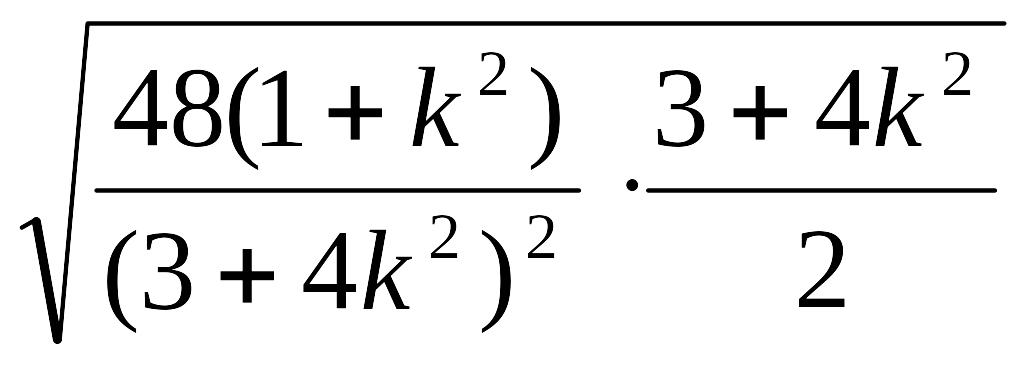 √(48(1 + k²)/(3 + 4k²)² · (3 + 4k²)/2)